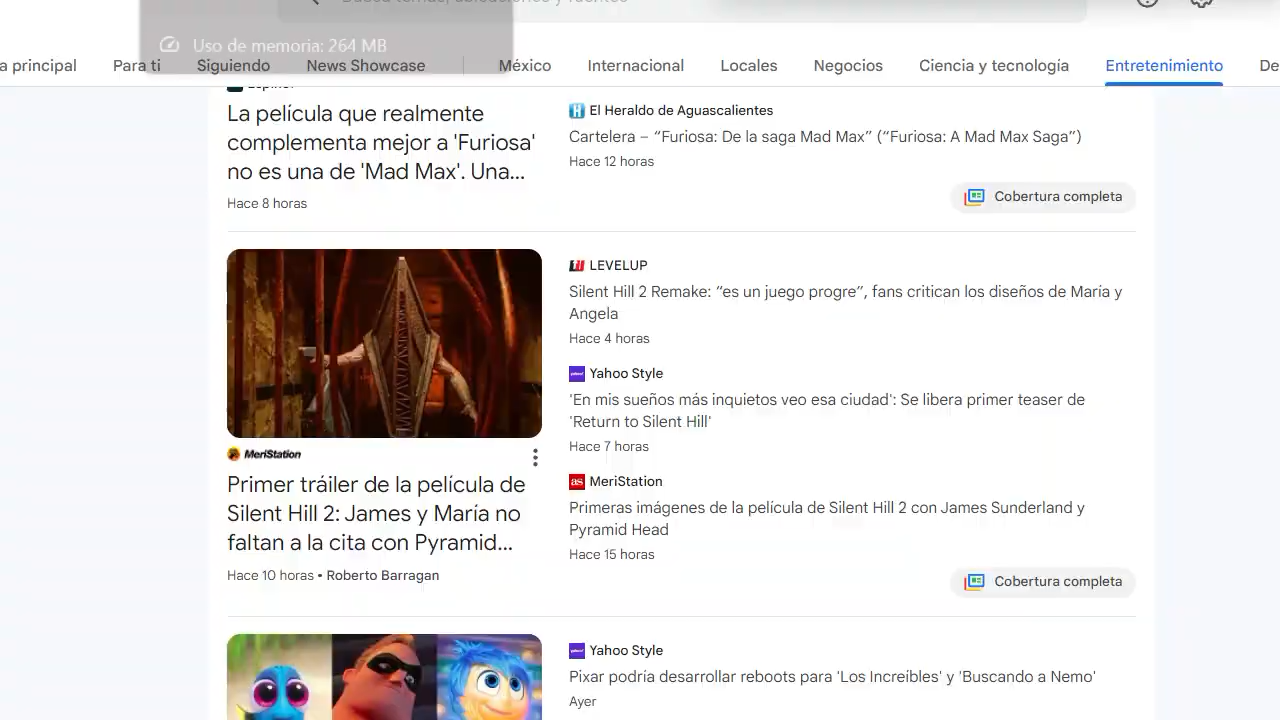 Uso de memoria: 264 MB
a principal
Para ti
Siguiendo
News Showcase
México
Internacional
Locales
Negocios
Ciencia y tecnología
Entretenimiento
De
La película que realmente
complementa mejor a 'Furiosa'
no es una de 'Mad Max'. Una...
Hace 8 horas
El Heraldo de Aguascalientes
Cartelera – “Furiosa: De la saga Mad Max” (“Furiosa: A Mad Max Saga”)
Hace 12 horas
Cobertura completa
MeriStation
Primer tráiler de la película de
Silent Hill 2: James y María no
faltan a la cita con Pyramid...
Hace 10 horas • Roberto Barragan
LEVELUP
Silent Hill 2 Remake: “es un juego progre”, fans critican los diseños de María y
Angela
Hace 4 horas
Yahoo Style
'En mis sueños más inquietos veo esa ciudad': Se libera primer teaser de
'Return to Silent Hill'
Hace 7 horas
as MeriStation
Primeras imágenes de la película de Silent Hill 2 con James Sunderland y
Pyramid Head
Hace 15 horas
Cobertura completa
Yahoo Style
Pixar podría desarrollar reboots para 'Los Increíbles' y 'Buscando a Nemo'
Ayer